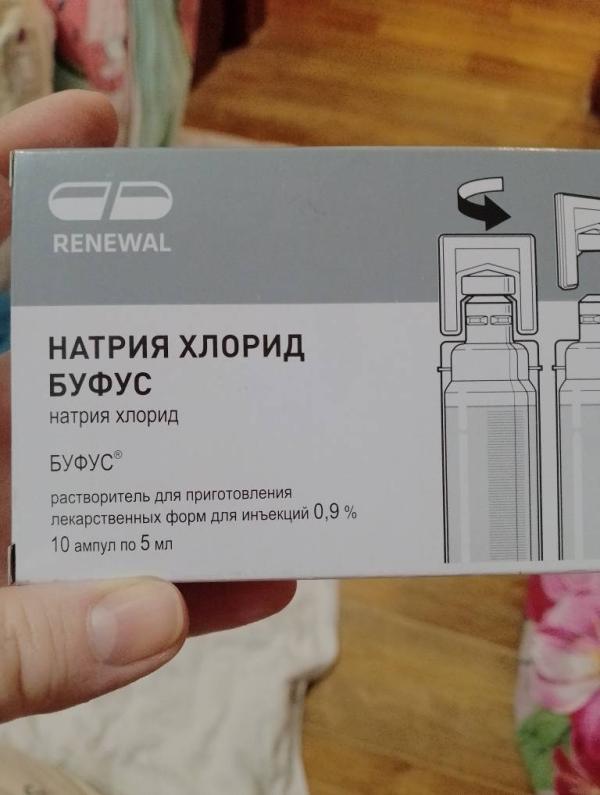 RENEWAL
НАТРИЯ ХЛОРИД
БУФУС
натрия хлорид
БУФУС®
растворитель для приготовления
лекарственных форм для инъекций 0,9 %
10 ампул по 5 мл